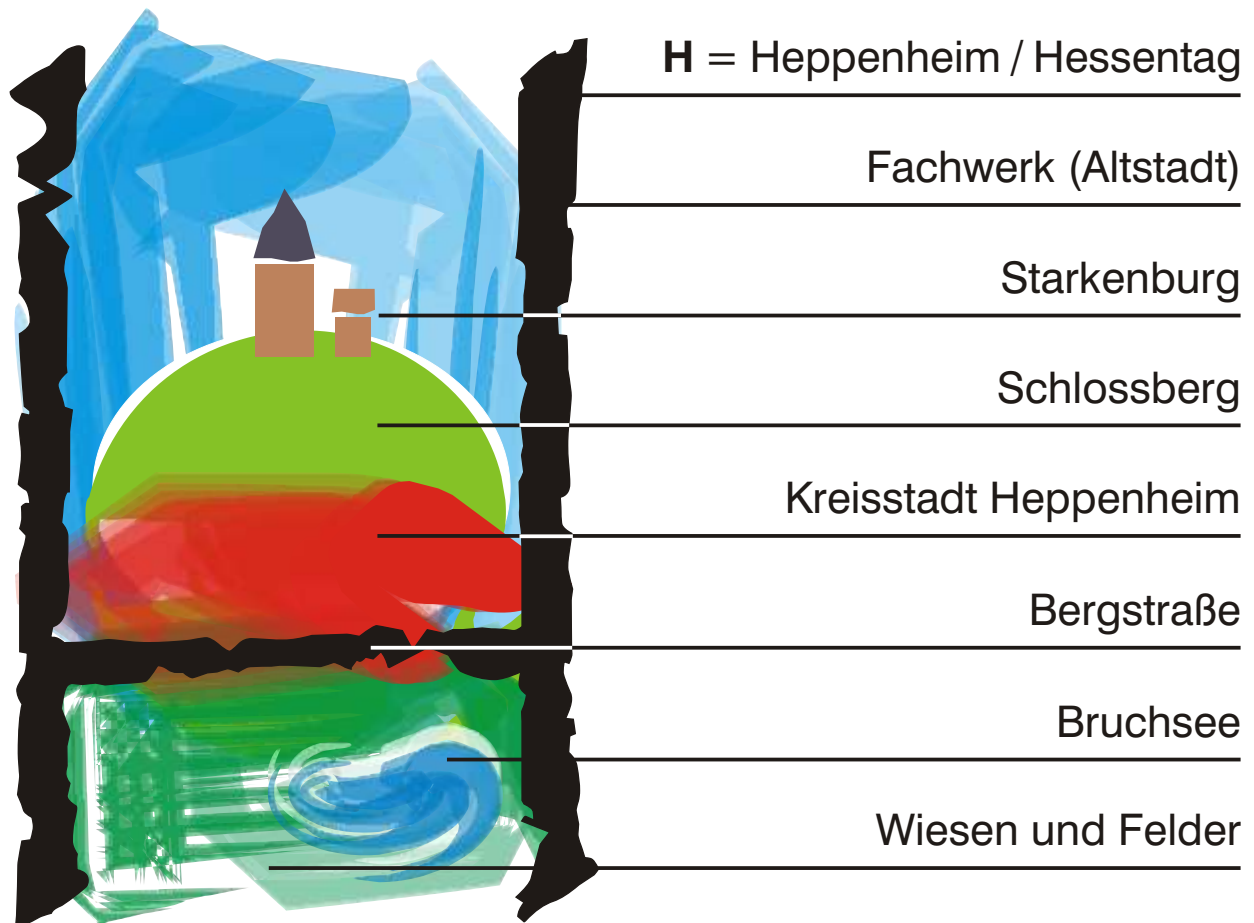 H = Heppenheim / Hessentag
Fachwerk (Altstadt)
Starkenburg
Schlossberg
Kreisstadt Heppenheim
Bergstraße
Bruchsee
Wiesen und Felder